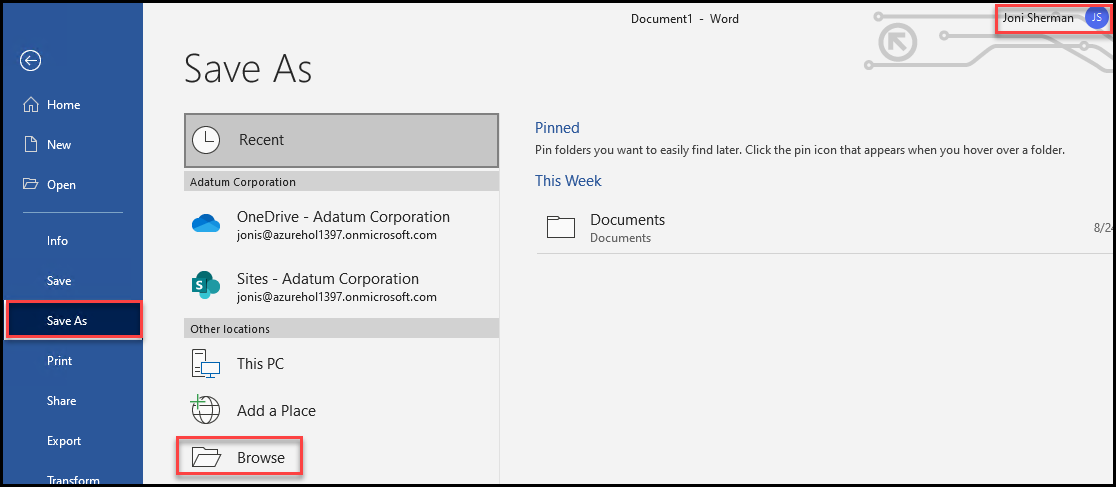 Document1 - Word
Joni Sherman JS
Save As
Home
New
Open
Info
Save
Save As
Print
Share
Export
Transform
Recent
Adatum Corporation
OneDrive - Adatum Corporation
jonis@azurehol1397.onmicrosoft.com
Sites - Adatum Corporation
jonis@azurehol1397.onmicrosoft.com
Other locations
This PC
Add a Place
Browse
Pinned
Pin folders you want to easily find later. Click the pin icon that appears when you hover over a folder.
This Week
Documents
Documents
8/24